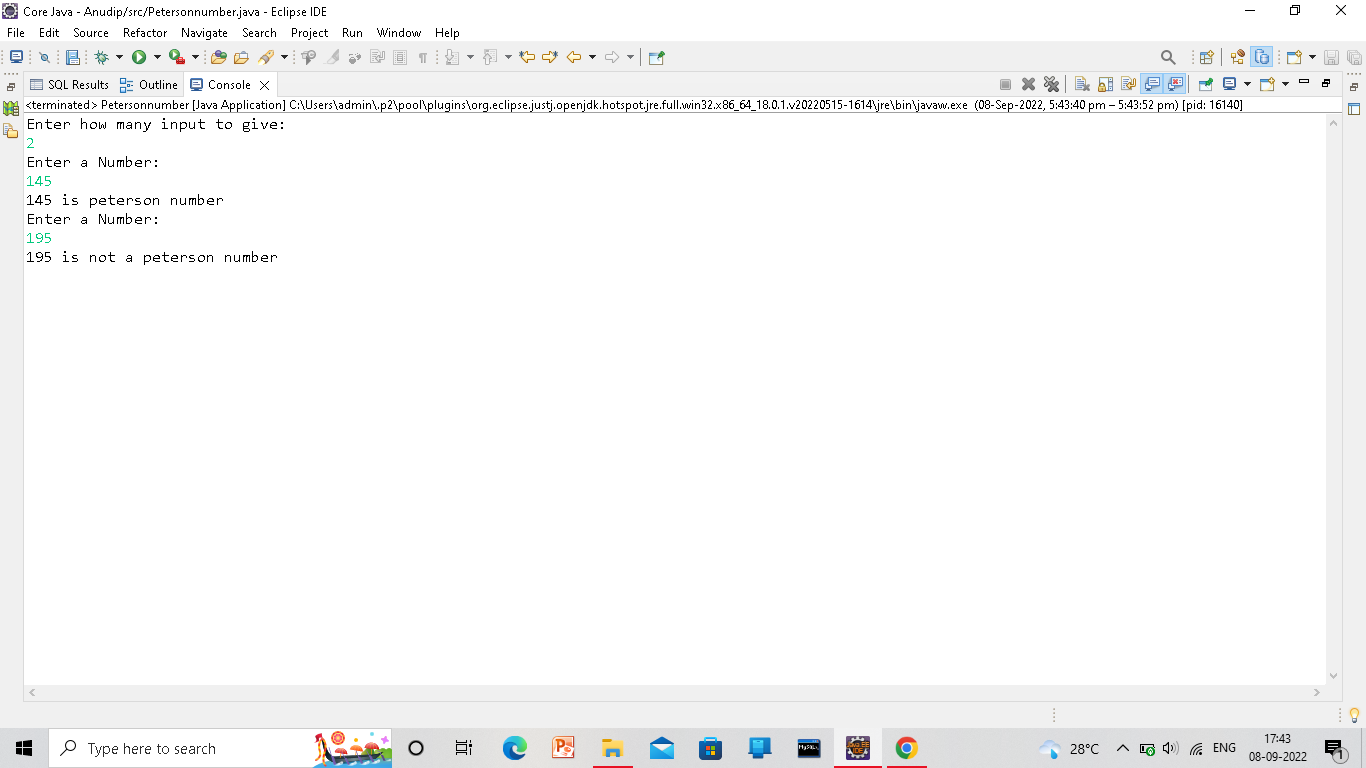 Core Java - Anudip/src/Petersonnumber.java - Eclipse IDE
File Edit Source Refactor Navigate Search Project Run Window Help
SQL Results Outline Console
<terminated> Petersonnumber [Java Application] C:\Users\admin\.p2\pool\plugins\org.eclipse.justj.openjdk.hotspot.jre.full.win32.x86_64_18.0.1.v20220515-1614\jre\bin\javaw.exe (08-Sep-2022, 5:43:40 pm – 5:43:52 pm) [pid: 16140]
Enter how many input to give:
2
Enter a Number:
145
145 is peterson number
Enter a Number:
195
195 is not a peterson number
Type here to search
28°C
ENG
17:43
08-09-2022
1